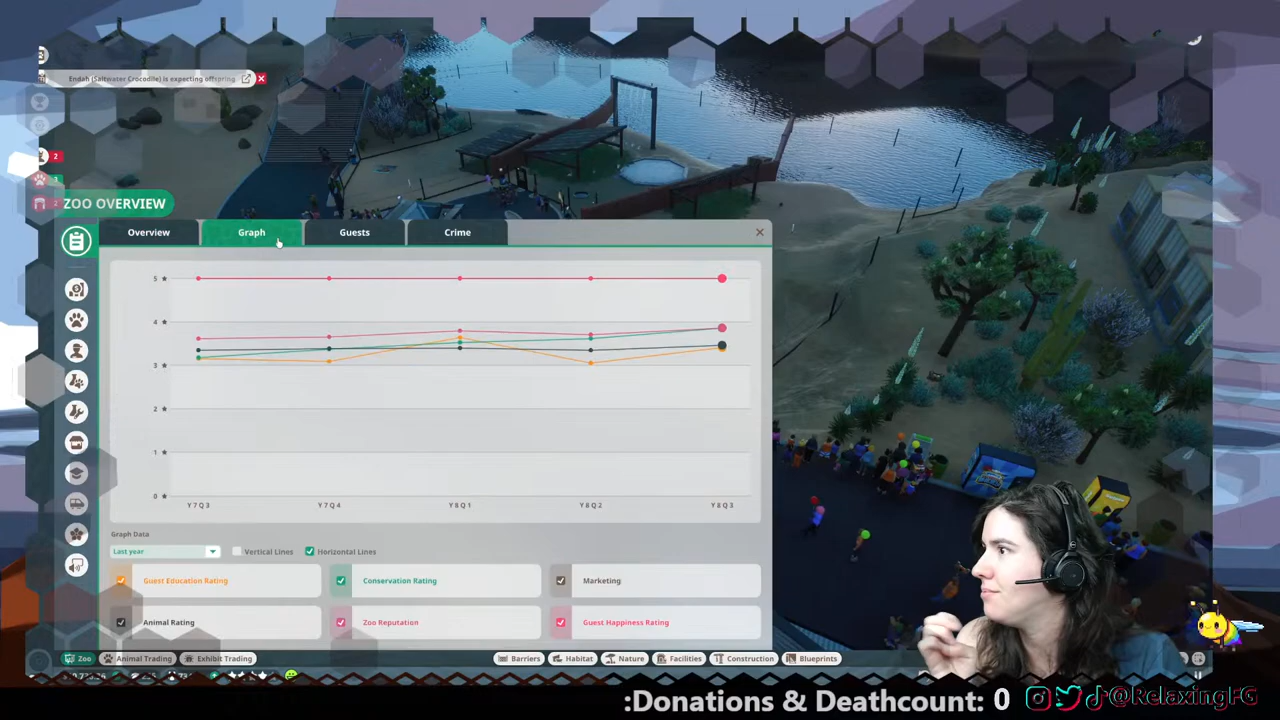 Endah (Saltwater Crocodile) is expecting offspring
2
ZOO OVERVIEW
Overview
Graph
Guests
Crime
5
4
3
2
1
0
Y7Q3
Y7Q4
Y8Q1
Y8Q2
Y8Q3
Graph Data
Last year
Vertical Lines
Horizontal Lines
Guest Education Rating
Conservation Rating
Marketing
Animal Rating
Zoo Reputation
Guest Happiness Rating
Zoo
Animal Trading
Exhibit Trading
Barriers
Habitat
Nature
Facilities
Construction
Blueprints
:Donations & Deathcount: 0
@RelaxingFG